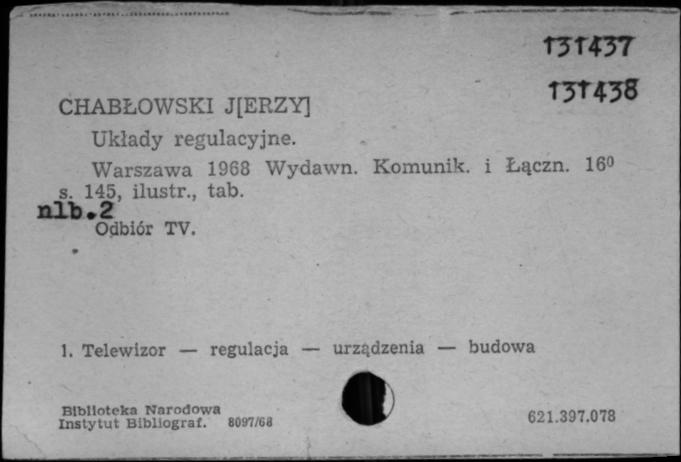 131437
131438
CHABŁOWSKI J[ERZY]
Układy regulacyjne.
Warszawa 1968 Wydawn. Komunik. i Łączn. 16⁰
s. 145, ilustr., tab.
nlb.2
Odbiór TV.
1. Telewizor — regulacja — urządzenia — budowa
Biblioteka Narodowa
Instytut Bibliograf. 8097/68
621.397.078